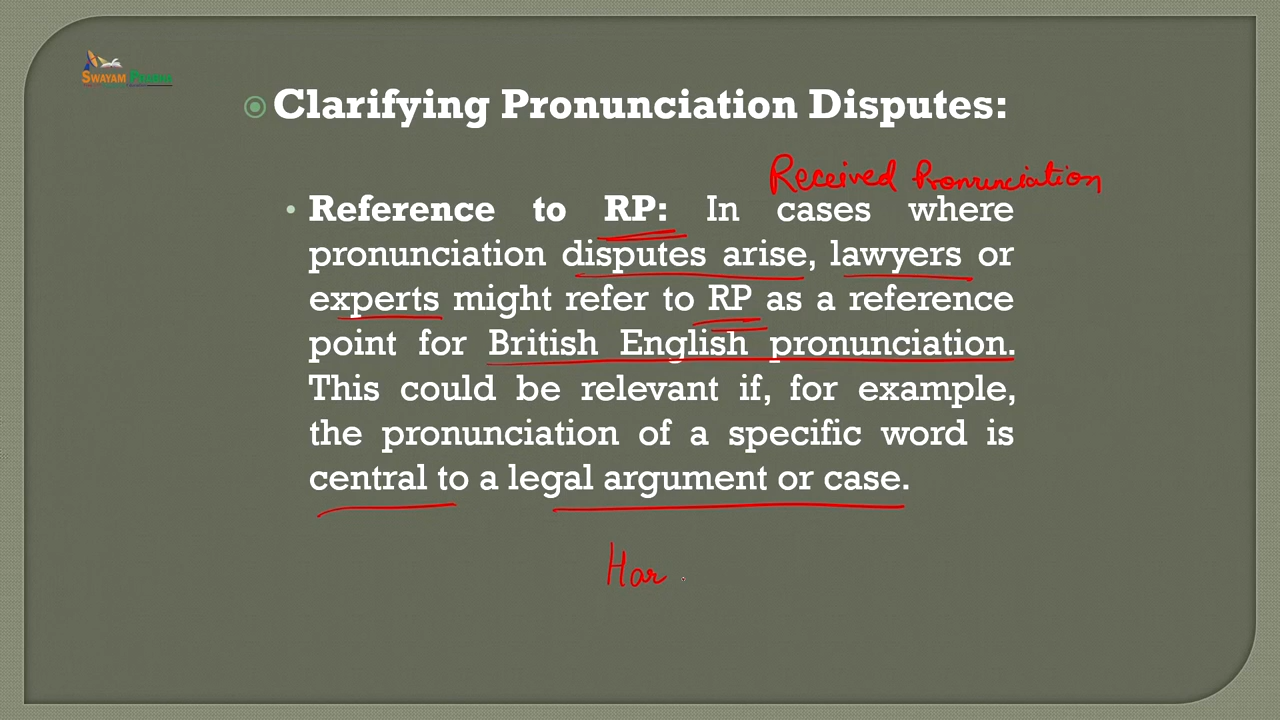 SWAYAM PRABHA
Clarifying Pronunciation Disputes:
Received Pronunciation
Reference to RP: In cases where
pronunciation disputes arise, lawyers or
experts might refer to RP as a reference
point for British English pronunciation.
This could be relevant if, for example,
the pronunciation of a specific word is
central to a legal argument or case.
Har